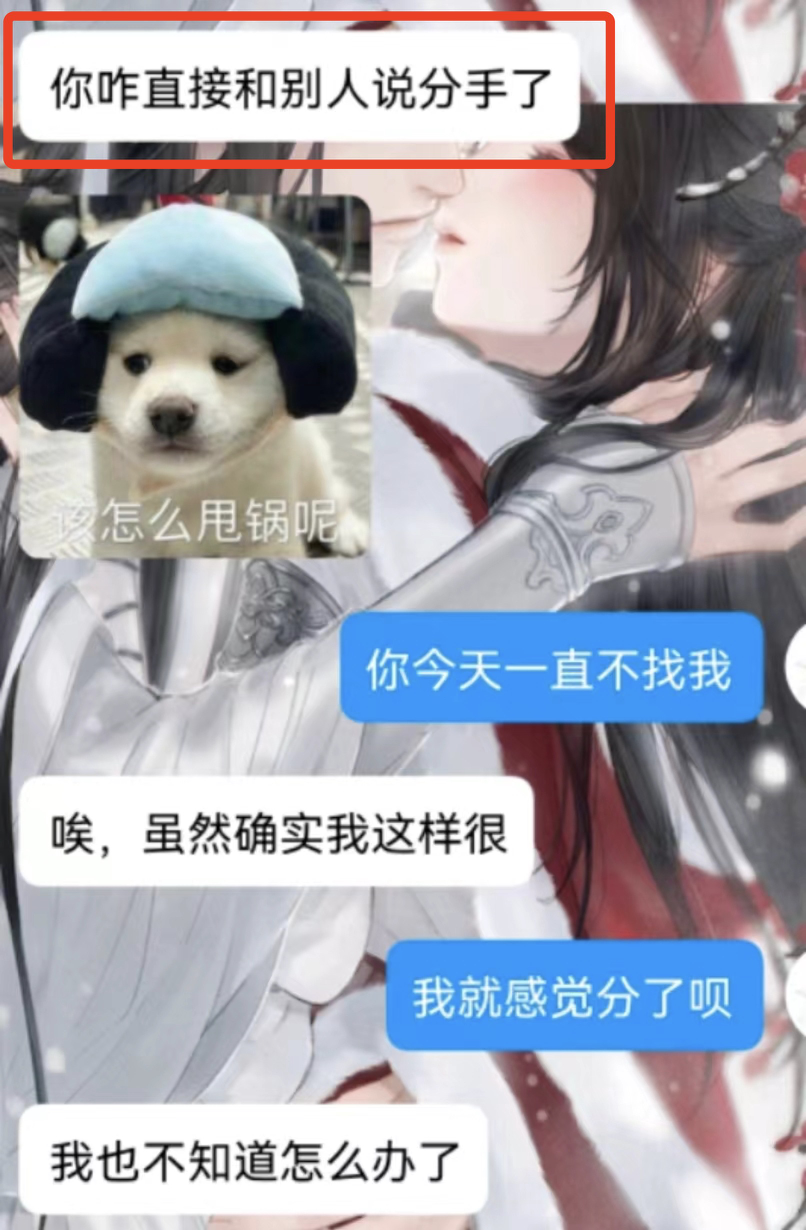 你咋直接和别人说分手了
该怎么甩锅呢
你今天一直不找我
唉，虽然确实我这样很
我就感觉分了呗
我也不知道怎么办了